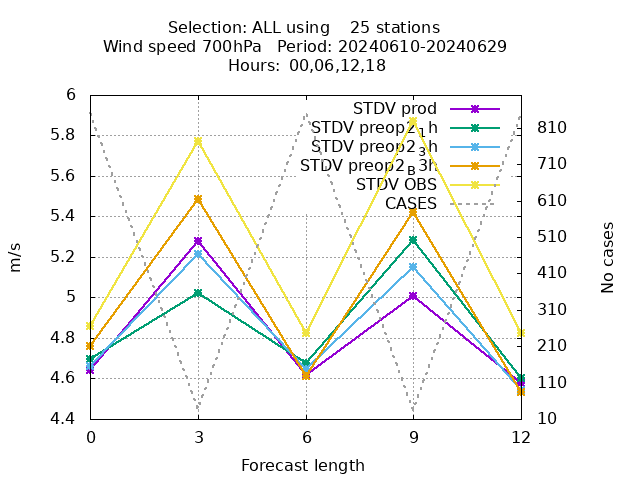 Selection: ALL using    25 stations
Wind speed 700hPa   Period: 20240610-20240629
Hours:  00,06,12,18
STDV prod
STDV preop2_1h
STDV preop2_3h
STDV preop2_B3h
STDV OBS
CASES
6
5.8
5.6
5.4
5.2
5
4.8
4.6
4.4
m/s
810
710
610
510
410
310
210
110
10
No cases
0 3 6 9 12
Forecast length